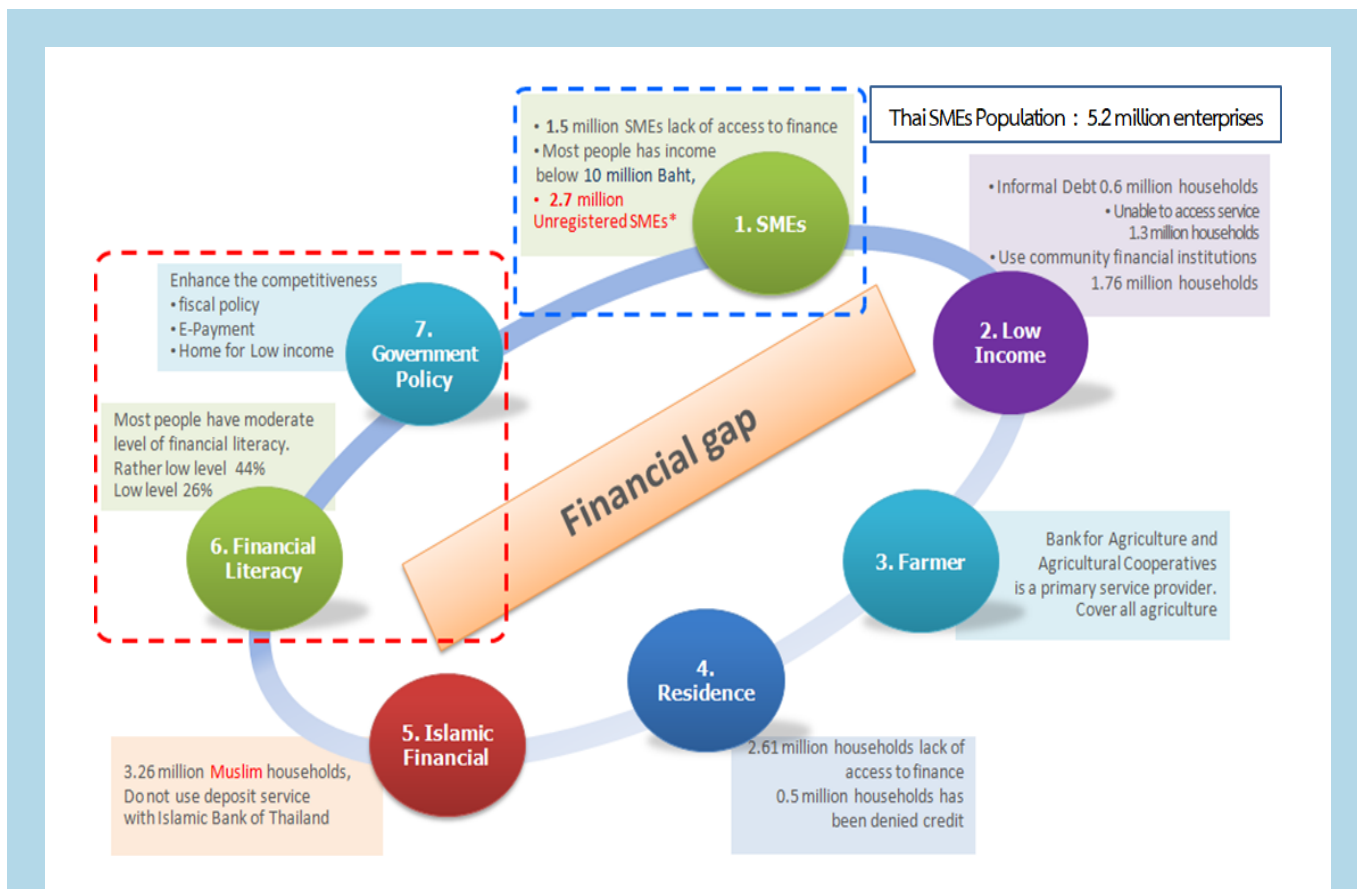 Thai SMEs Population : 5.2 million enterprises
• 1.5 million SMEs lack of access to finance
• Most people has income
below 10 million Baht,
• 2.7 million
Unregistered SMEs*
1. SMEs
• Informal Debt 0.6 million households
• Unable to access service
1.3 million households
• Use community financial institutions
1.76 million households
2. Low
Income
Bank for Agriculture and
Agricultural Cooperatives
is a primary service provider.
Cover all agriculture
3. Farmer
4.
Residence
2.61 million households lack of
access to finance
0.5 million households has
been denied credit
5. Islamic
Financial
3.26 million Muslim households,
Do not use deposit service
with Islamic Bank of Thailand
Most people have moderate
level of financial literacy.
Rather low level 44%
Low level 26%
6. Financial
Literacy
Enhance the competitiveness
• fiscal policy
• E-Payment
• Home for Low income
7.
Government
Policy
Financial gap